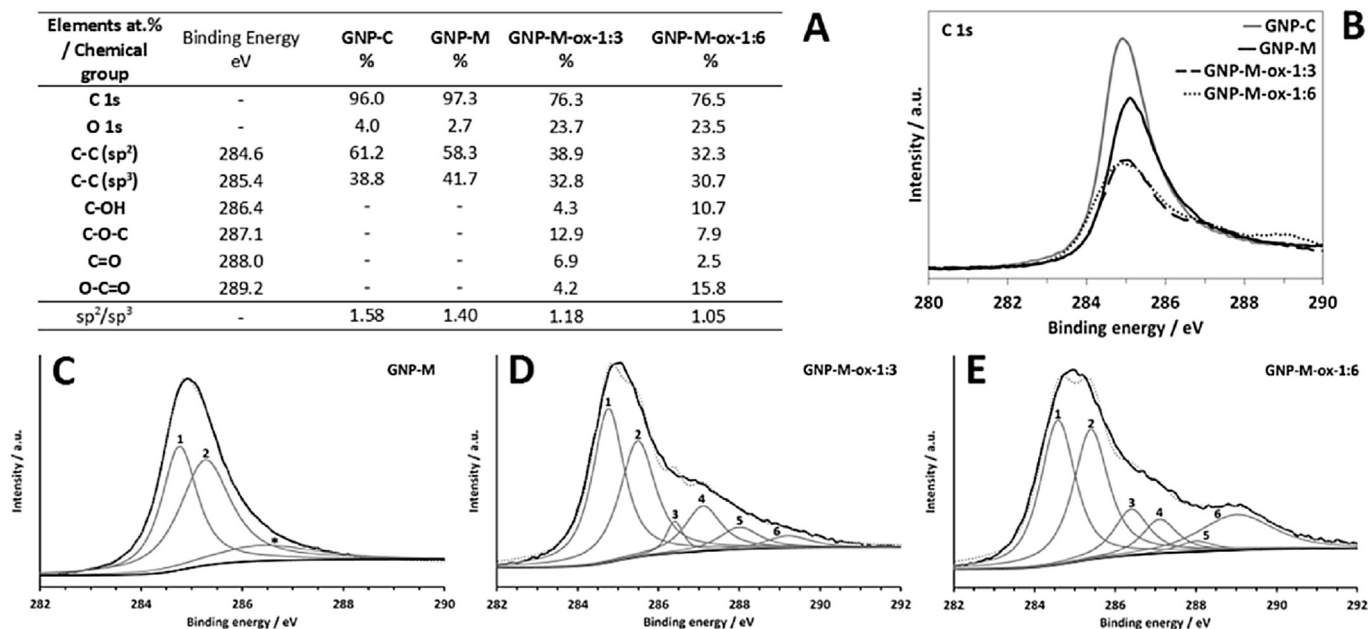 Elements at.% / Chemical group Binding Energy eV GNP-C % GNP-M % GNP-M-ox-1:3 % GNP-M-ox-1:6 %
C 1s - 96.0 97.3 76.3 76.5
O 1s - 4.0 2.7 23.7 23.5
C-C (sp²) 284.6 61.2 58.3 38.9 32.3
C-C (sp³) 285.4 38.8 41.7 32.8 30.7
C-OH 286.4 - - 4.3 10.7
C-O-C 287.1 - - 12.9 7.9
C=O 288.0 - - 6.9 2.5
O-C=O 289.2 - - 4.2 15.8
sp²/sp³ - 1.58 1.40 1.18 1.05
A
B
C 1s
GNP-C
GNP-M
GNP-M-ox-1:3
GNP-M-ox-1:6
Intensity / a.u.
280 282 284 286 288 290
Binding energy / eV
C
GNP-M
1 2 *
Intensity / a.u.
282 284 286 288 290
Binding energy / eV
D
GNP-M-ox-1:3
1 2 3 4 5 6
Intensity / a.u.
282 284 286 288 290 292
Binding energy / eV
E
GNP-M-ox-1:6
1 2 3 4 5 6
Intensity / a.u.
282 284 286 288 290 292
Binding energy / eV